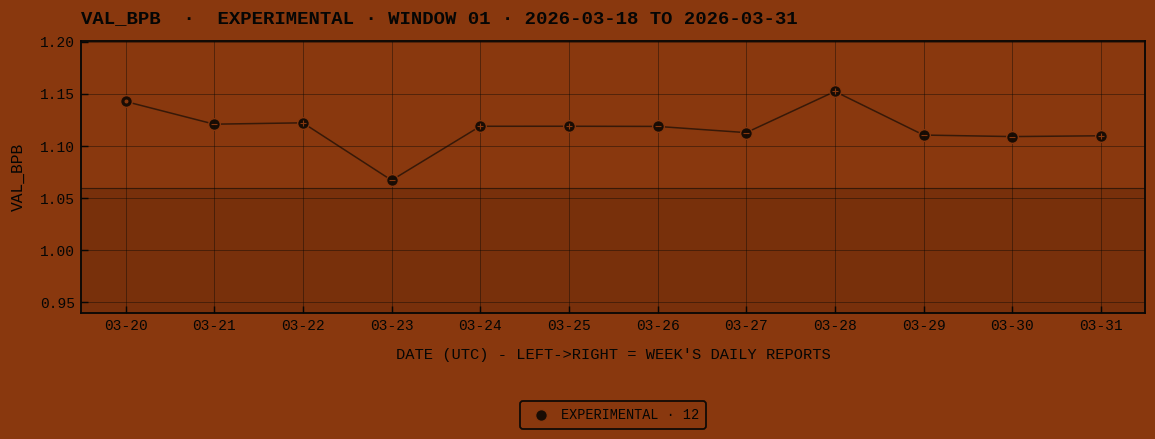 VAL_BPB · EXPERIMENTAL · WINDOW 01 · 2026-03-18 TO 2026-03-31
1.20
1.15
1.10
1.05
1.00
0.95
VAL_BPB
03-20 03-21 03-22 03-23 03-24 03-25 03-26 03-27 03-28 03-29 03-30 03-31
DATE (UTC) - LEFT->RIGHT = WEEK'S DAILY REPORTS
EXPERIMENTAL · 12